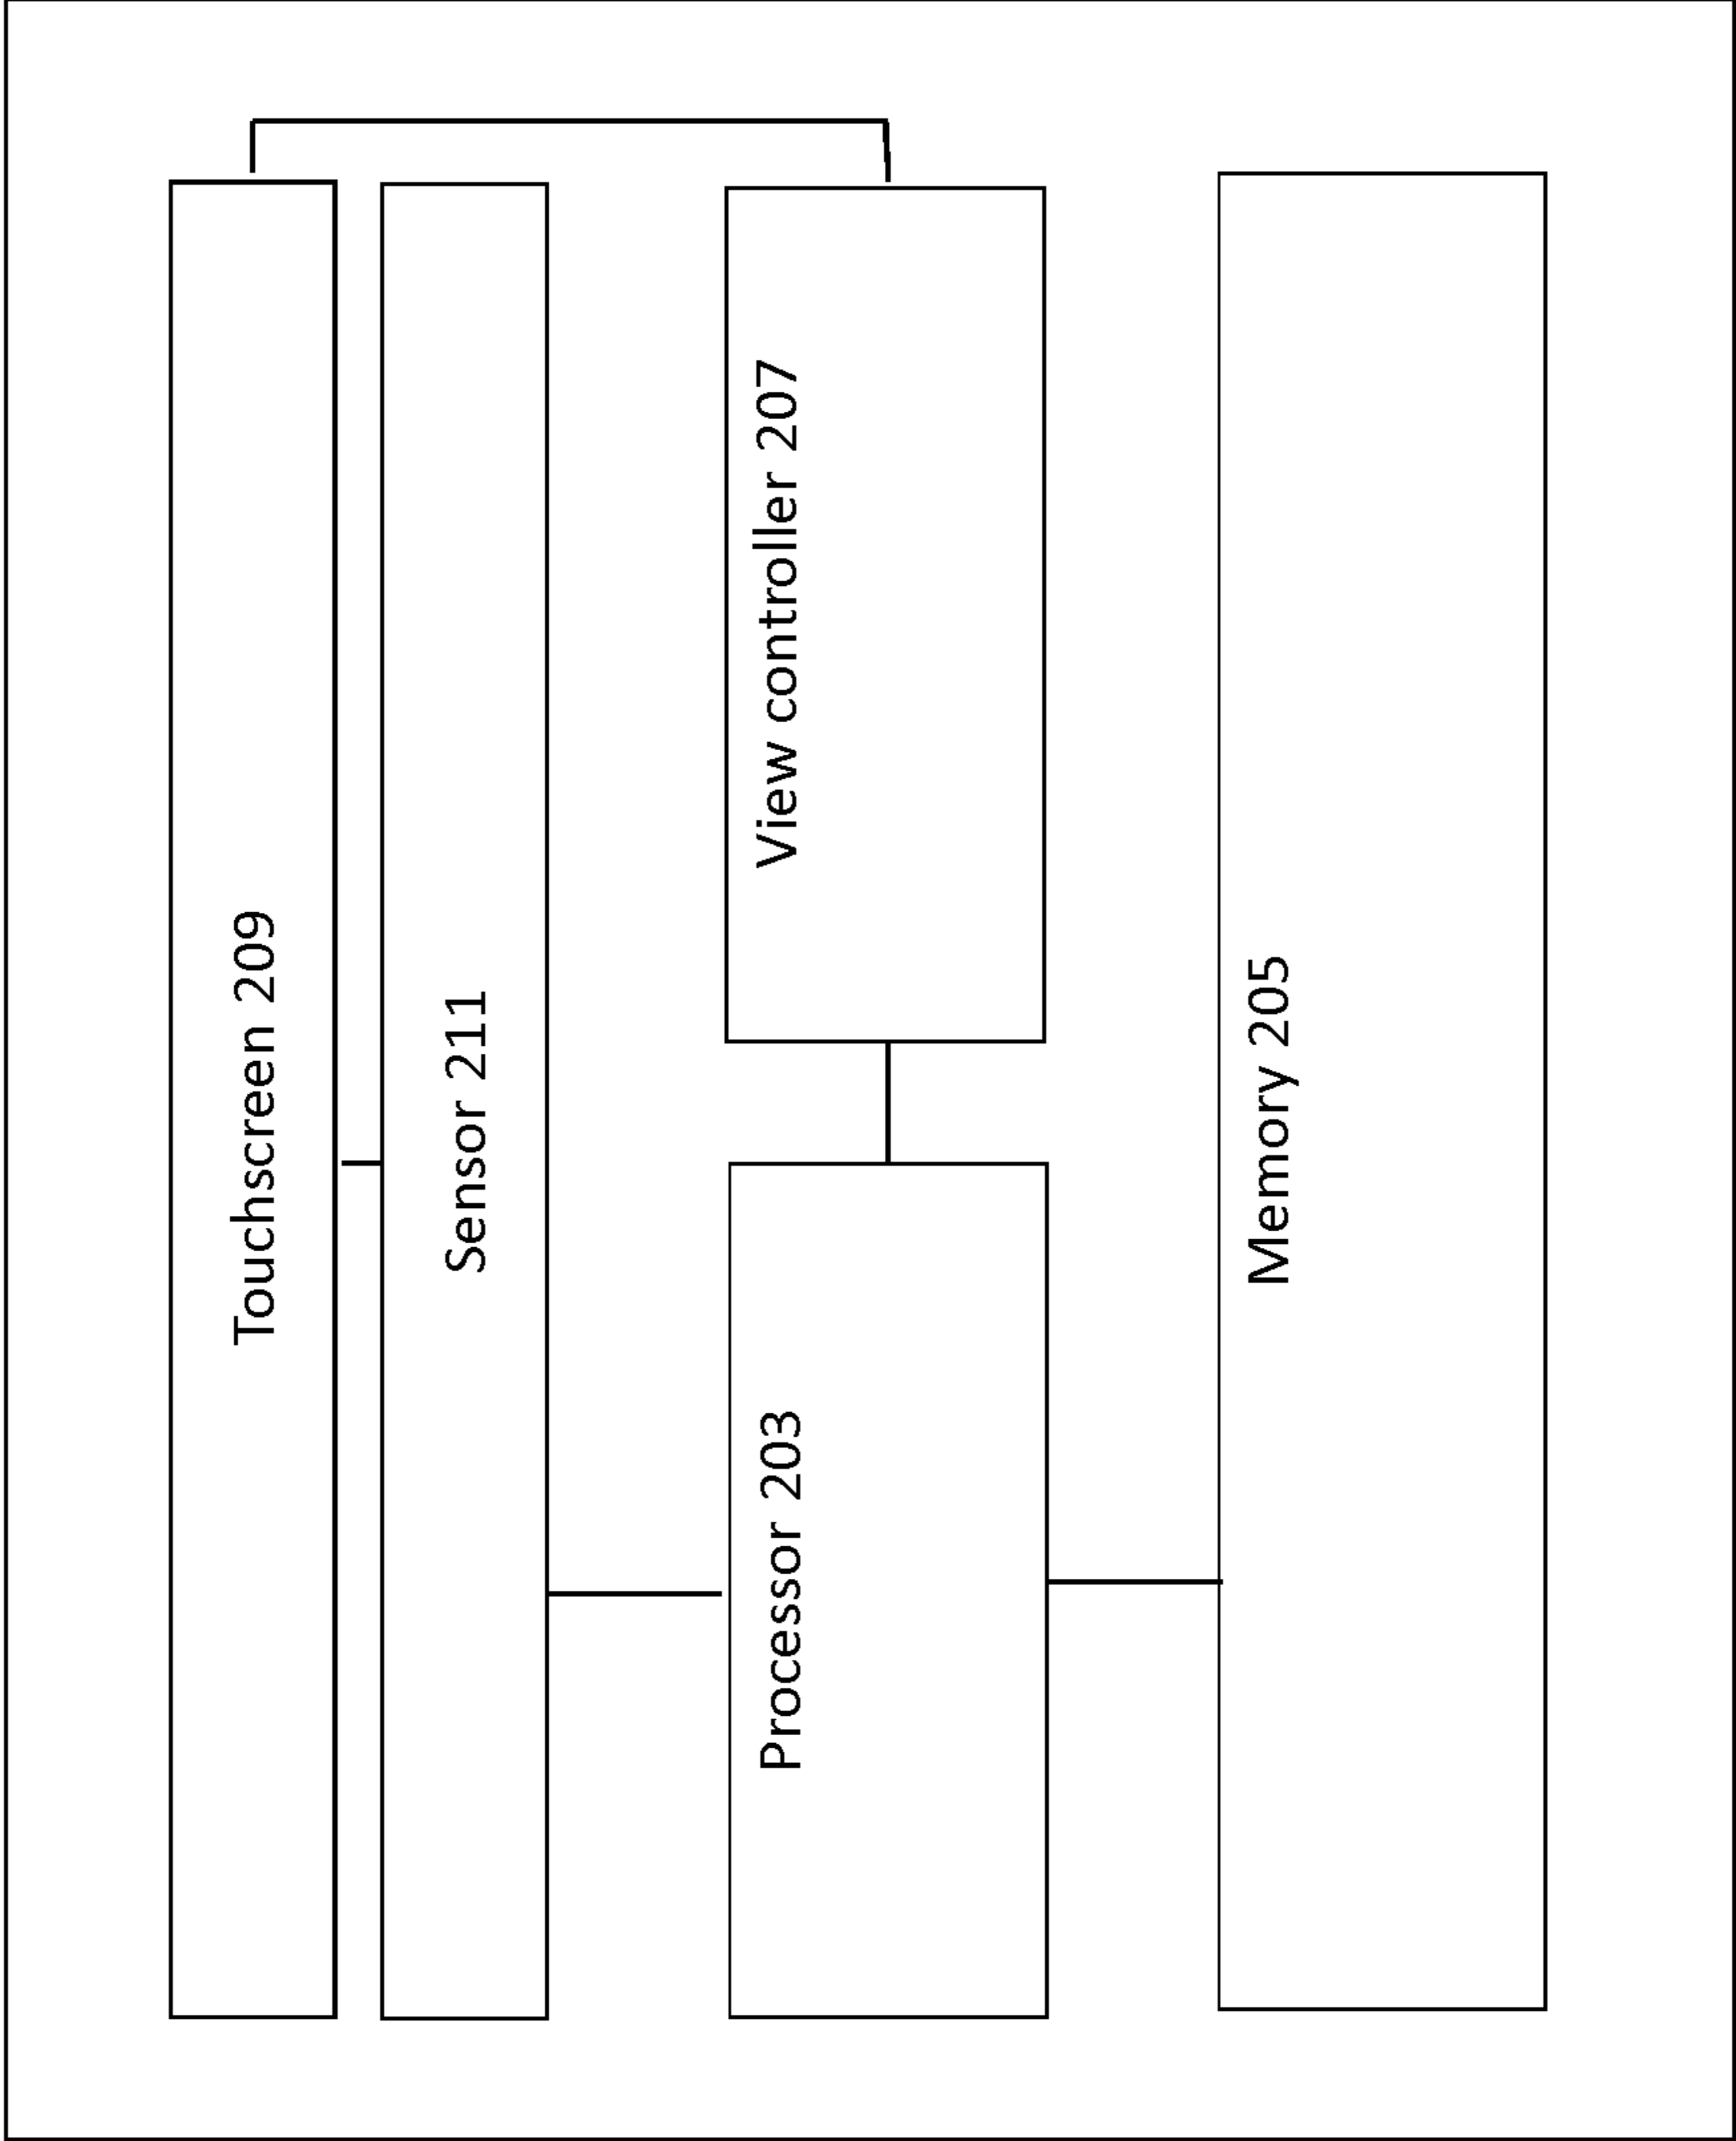 Touchscreen 209
Sensor 211
Processor 203
View controller 207
Memory 205